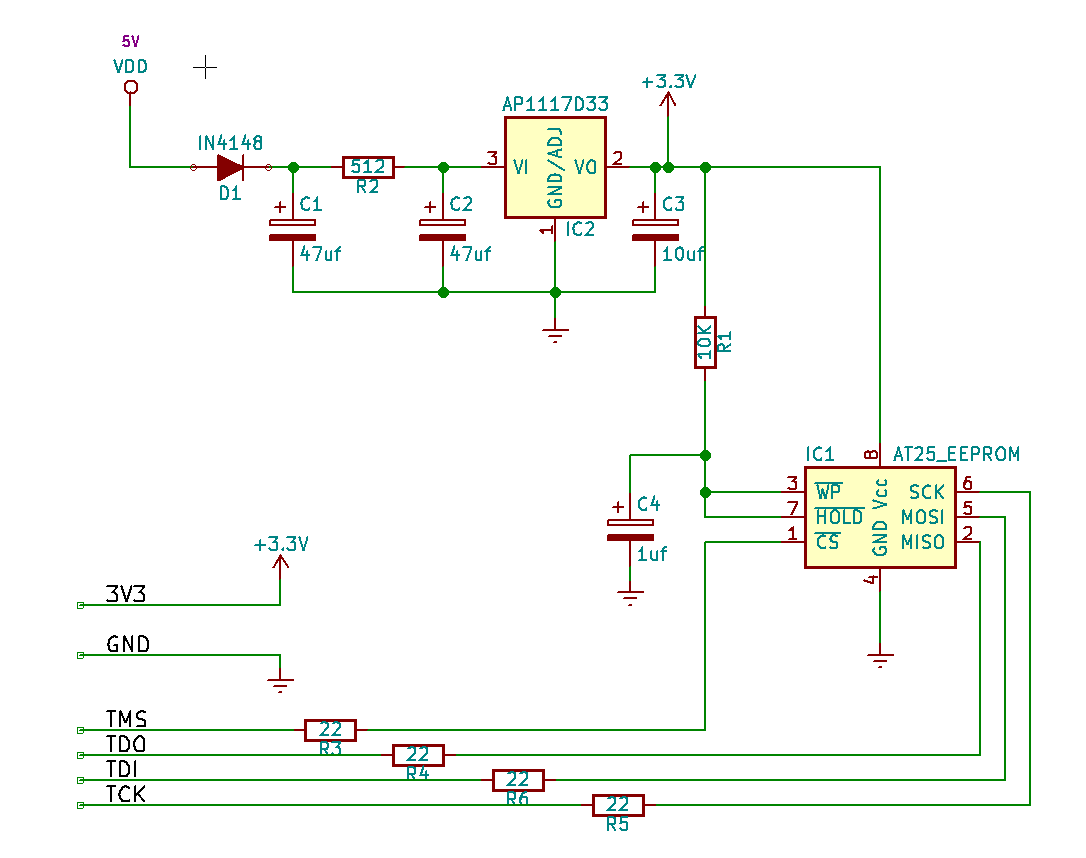 5V
VDD
+3.3V
AP1117D33
IN4148
3
VI
GND/ADJ
VO
2
512
D1
R2
+
C1
+
C2
+
C3
1
IC2
47uf
47uf
10uf
10K
R1
IC1
8
AT25_EEPROM
3
WP
Vcc
SCK
6
+
C4
7
HOLD
MOSI
5
1
CS
GND
MISO
2
1uf
+3.3V
4
3V3
GND
TMS
22
R3
TDO
22
R4
TDI
22
R6
TCK
22
R5